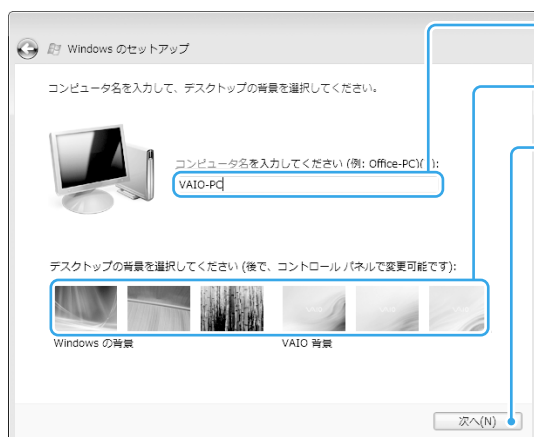 Windows のセットアップ
コンピュータ名を入力して、デスクトップの背景を選択してください。
コンピュータ名を入力してください (例: Office-PC)( ):
VAIO-PC
デスクトップの背景を選択してください (後で、コントロール パネルで変更可能です):
Windows の背景
VAIO 背景
次へ(N)